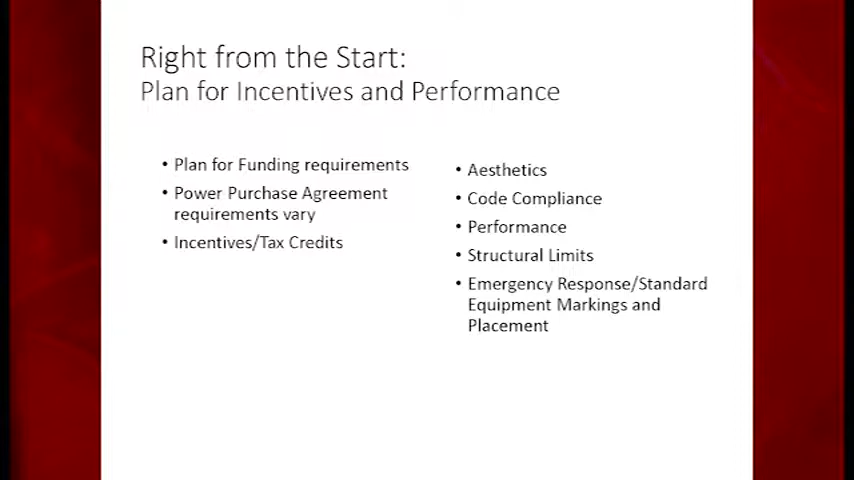 Right from the Start:
Plan for Incentives and Performance
• Plan for Funding requirements
• Power Purchase Agreement
requirements vary
• Incentives/Tax Credits
• Aesthetics
• Code Compliance
• Performance
• Structural Limits
• Emergency Response/Standard
Equipment Markings and
Placement